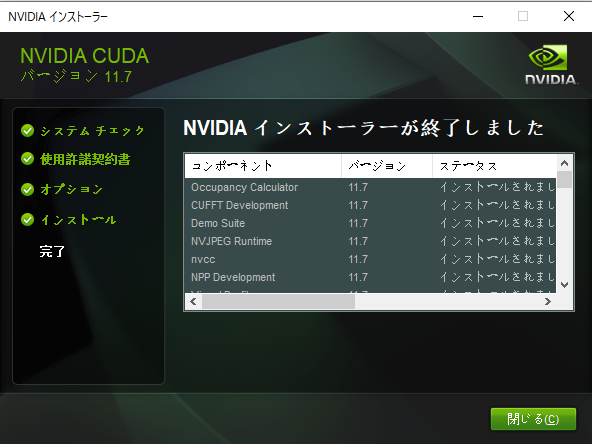 NVIDIA インストーラー
NVIDIA CUDA
バージョン 11.7
NVIDIA.
システム チェック
使用許諾契約書
オプション
インストール
完了
NVIDIA インストーラーが終了しました
コンポーネント バージョン ステータス
Occupancy Calculator 11.7 インストールされまし
CUFFT Development 11.7 インストールされまし
Demo Suite 11.7 インストールされまし
NVJPEG Runtime 11.7 インストールされまし
nvcc 11.7 インストールされまし
NPP Development 11.7 インストールされまし
閉じる(C)